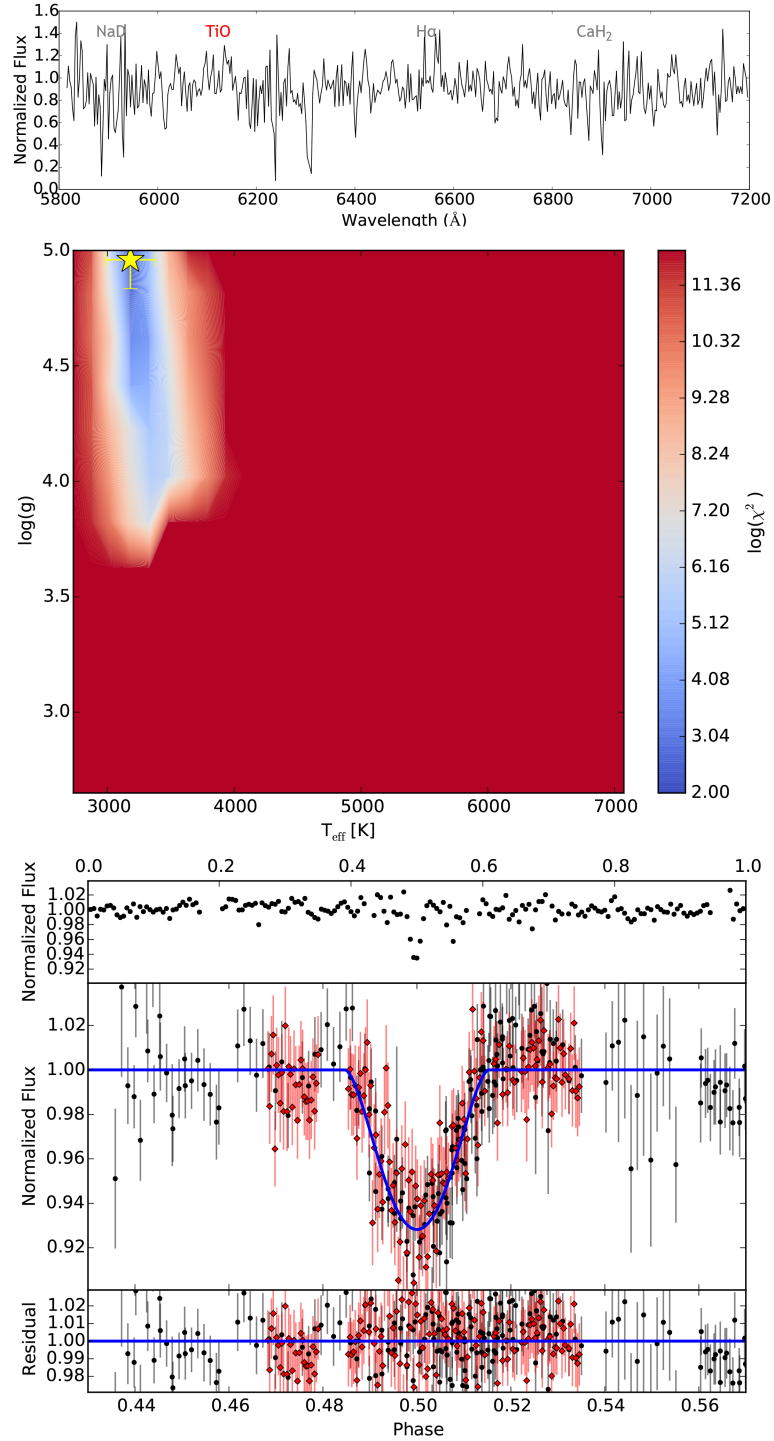 1.6
1.4
1.2
1.0
0.8
0.6
0.4
0.2
0.0
Normalized Flux
NaD TiO Hα CaH₂
5800 6000 6200 6400 6600 6800 7000 7200
Wavelength (Å)
5.0
4.5
4.0
3.5
3.0
log(g)
3000 4000 5000 6000 7000
T_eff [K]
11.36
10.32
9.28
8.24
7.20
6.16
5.12
4.08
3.04
2.00
log(χ² )
0.0 0.2 0.4 0.6 0.8 1.0
1.02
1.00
0.98
0.96
0.94
0.92
Normalized Flux
1.02
1.00
0.98
0.96
0.94
0.92
Normalized Flux
1.02
1.01
1.00
0.99
0.98
Residual
0.44 0.46 0.48 0.50 0.52 0.54 0.56
Phase